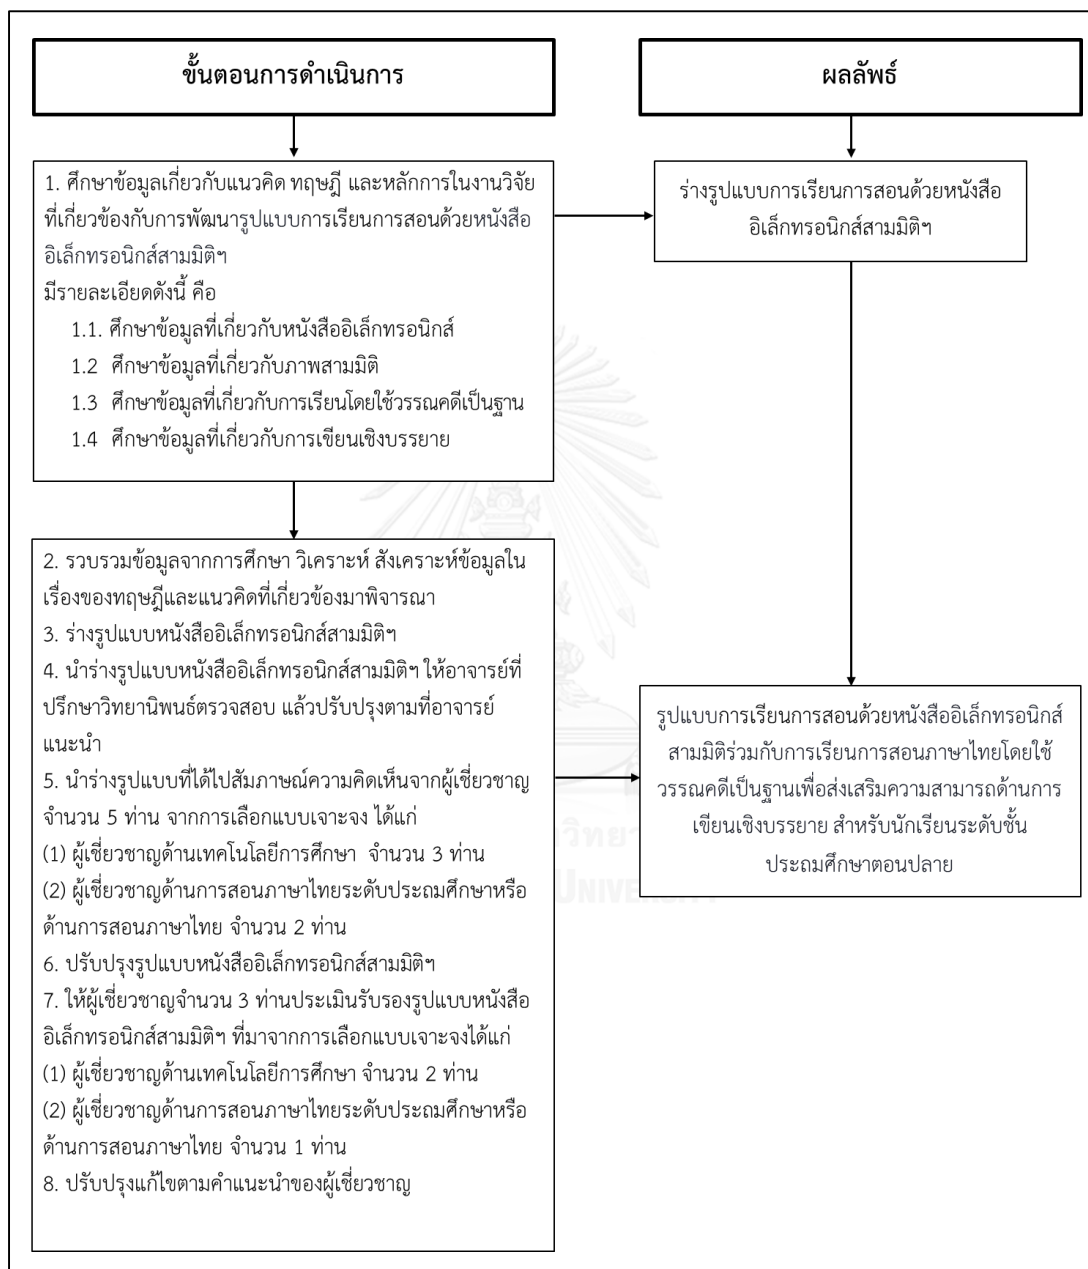 ขั้นตอนการดำเนินการ
ผลลัพธ์
1. ศึกษาข้อมูลเกี่ยวกับแนวคิด ทฤษฎี และหลักการในงานวิจัย
ที่เกี่ยวข้องกับการพัฒนารูปแบบการเรียนการสอนด้วยหนังสือ
อิเล็กทรอนิกส์สามมิติฯ
มีรายละเอียดดังนี้ คือ
1.1. ศึกษาข้อมูลที่เกี่ยวกับหนังสืออิเล็กทรอนิกส์
1.2 ศึกษาข้อมูลที่เกี่ยวกับภาพสามมิติ
1.3 ศึกษาข้อมูลที่เกี่ยวกับการเรียนโดยใช้วรรณคดีเป็นฐาน
1.4 ศึกษาข้อมูลที่เกี่ยวกับการเขียนเชิงบรรยาย
ร่างรูปแบบการเรียนการสอนด้วยหนังสือ
อิเล็กทรอนิกส์สามมิติฯ
2. รวบรวมข้อมูลจากการศึกษา วิเคราะห์ สังเคราะห์ข้อมูลใน
เรื่องของทฤษฎีและแนวคิดที่เกี่ยวข้องมาพิจารณา
3. ร่างรูปแบบหนังสืออิเล็กทรอนิกส์สามมิติฯ
4. นำร่างรูปแบบหนังสืออิเล็กทรอนิกส์สามมิติฯ ให้อาจารย์ที่
ปรึกษาวิทยานิพนธ์ตรวจสอบ แล้วปรับปรุงตามที่อาจารย์
แนะนำ
5. นำร่างรูปแบบที่ได้ไปสัมภาษณ์ความคิดเห็นจากผู้เชี่ยวชาญ
จำนวน 5 ท่าน จากการเลือกแบบเจาะจง ได้แก่
(1) ผู้เชี่ยวชาญด้านเทคโนโลยีการศึกษา จำนวน 3 ท่าน
(2) ผู้เชี่ยวชาญด้านการสอนภาษาไทยระดับประถมศึกษาหรือ
ด้านการสอนภาษาไทย จำนวน 2 ท่าน
6. ปรับปรุงรูปแบบหนังสืออิเล็กทรอนิกส์สามมิติฯ
7. ให้ผู้เชี่ยวชาญจำนวน 3 ท่านประเมินรับรองรูปแบบหนังสือ
อิเล็กทรอนิกส์สามมิติฯ ที่มาจากการเลือกแบบเจาะจงได้แก่
(1) ผู้เชี่ยวชาญด้านเทคโนโลยีการศึกษา จำนวน 2 ท่าน
(2) ผู้เชี่ยวชาญด้านการสอนภาษาไทยระดับประถมศึกษาหรือ
ด้านการสอนภาษาไทย จำนวน 1 ท่าน
8. ปรับปรุงแก้ไขตามคำแนะนำของผู้เชี่ยวชาญ
รูปแบบการเรียนการสอนด้วยหนังสืออิเล็กทรอนิกส์
สามมิติร่วมกับการเรียนการสอนภาษาไทยโดยใช้
วรรณคดีเป็นฐานเพื่อส่งเสริมความสามารถด้านการ
เขียนเชิงบรรยาย สำหรับนักเรียนระดับชั้น
ประถมศึกษาตอนปลาย